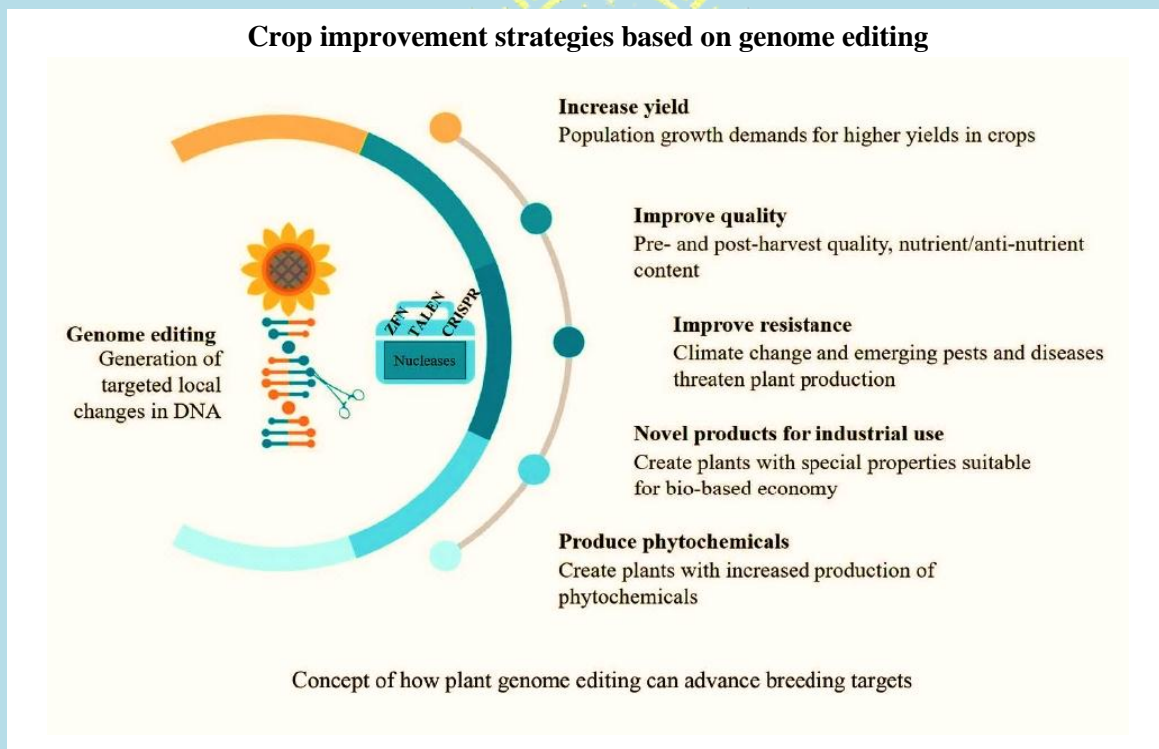 Crop improvement strategies based on genome editing
Increase yield
Population growth demands for higher yields in crops
Improve quality
Pre- and post-harvest quality, nutrient/anti-nutrient
content
Genome editing
Generation of
targeted local
changes in DNA
ZFN
TALEN
CRISPR
Nucleases
Improve resistance
Climate change and emerging pests and diseases
threaten plant production
Novel products for industrial use
Create plants with special properties suitable
for bio-based economy
Produce phytochemicals
Create plants with increased production of
phytochemicals
Concept of how plant genome editing can advance breeding targets